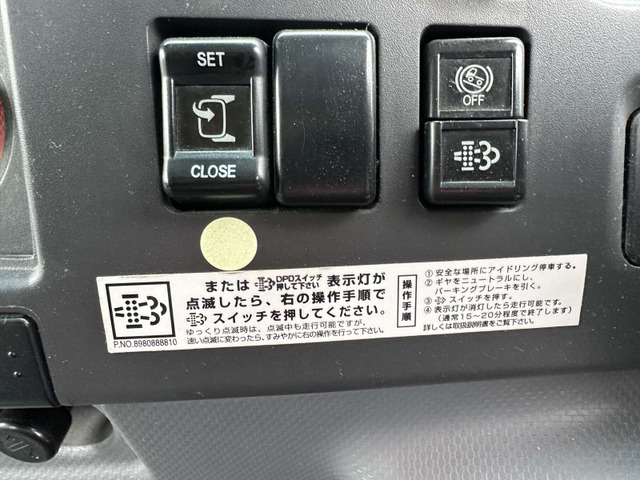 SET
CLOSE
OFF
または DPDスイッチ 押して下さい 表示灯が
点滅したら、右の操作手順で
スイッチを押してください。
ゆっくり点滅時は、点滅中も走行可能ですが、
速い点滅に変わったら、すみやかに右の操作を行って下さい。
P.NO.8980888810
操作手順
① 安全な場所にアイドリング停車する。
② ギヤをニュートラルにし、
パーキングブレーキを引く。
③ スイッチを押す。
④ 表示灯が消灯したら走行可能です。
(通常15～20分程度で終了します)
詳しくは取扱説明書をご覧下さい。